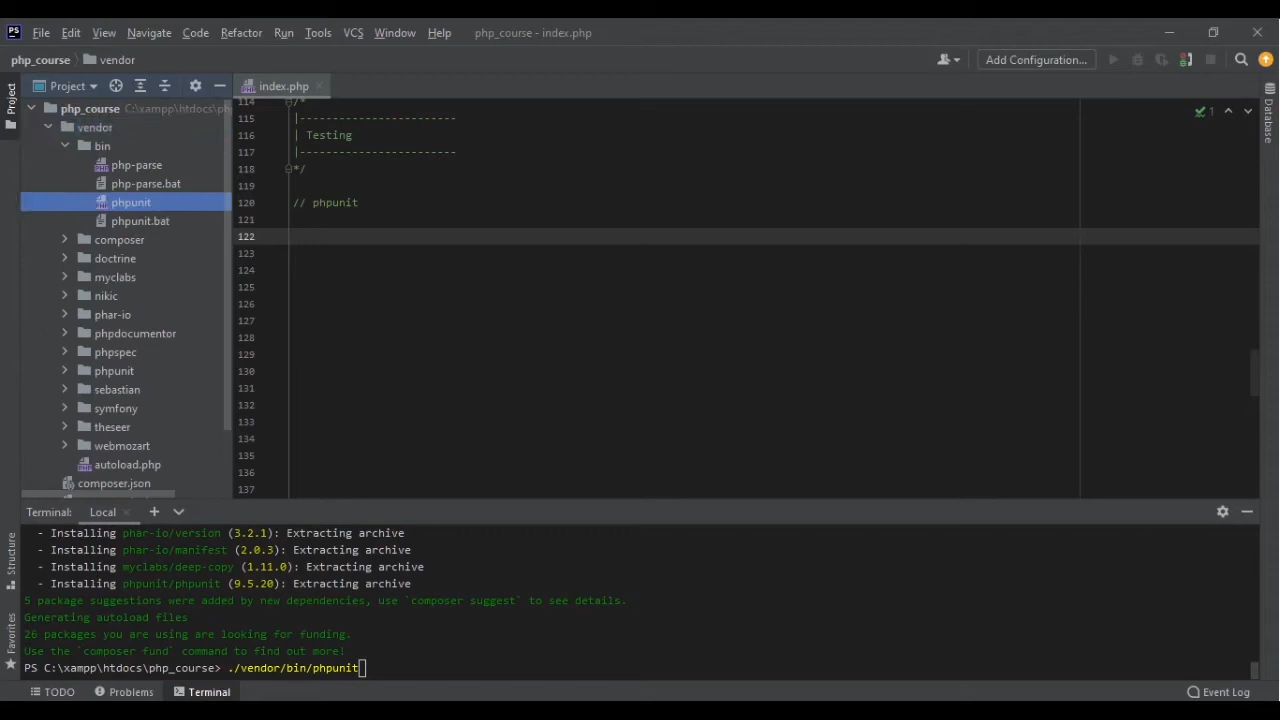 PS File Edit View Navigate Code Refactor Run Tools VCS Window Help php_course - index.php
php_course vendor Add Configuration...
Project Project index.php
php_course C:\xampp\htdocs\ph
vendor
bin
php-parse
php-parse.bat
phpunit
phpunit.bat
composer
doctrine
myclabs
nikic
phar-io
phpdocumentor
phpspec
phpunit
sebastian
symfony
theseer
webmozart
autoload.php
composer.json
114 /*
115 |------------------------
116 | Testing
117 |------------------------
118 */
119
120 // phpunit
121
122
123
124
125
126
127
128
129
130
131
132
133
134
135
136
137
1
Database
Terminal: Local
- Installing phar-io/version (3.2.1): Extracting archive
- Installing phar-io/manifest (2.0.3): Extracting archive
- Installing myclabs/deep-copy (1.11.0): Extracting archive
- Installing phpunit/phpunit (9.5.20): Extracting archive
5 package suggestions were added by new dependencies, use `composer suggest` to see details.
Generating autoload files
26 packages you are using are looking for funding.
Use the `composer fund` command to find out more!
PS C:\xampp\htdocs\php_course> ./vendor/bin/phpunit
Structure
Favorites
TODO Problems Terminal Event Log